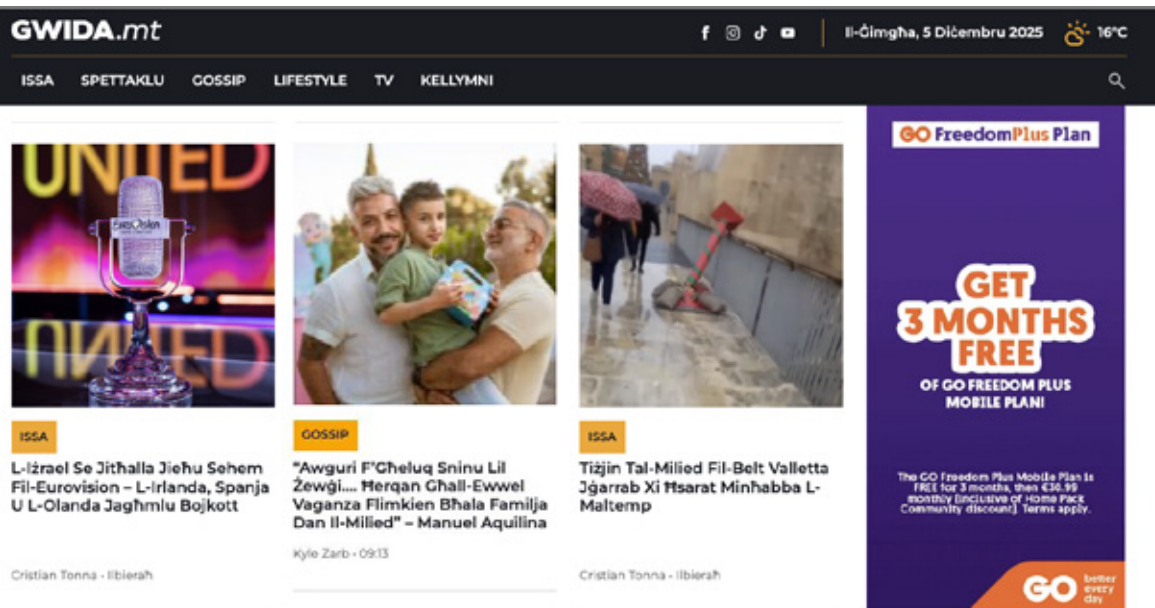 GWIDA.mt
Il-Ġimgħa, 5 Diċembru 2025
16°C
ISSA SPETTAKLU GOSSIP LIFESTYLE TV KELLYMNI
UNITED
EUROVISION
ISSA
L-Iżrael Se Jitħalla Jieħu Sehem
Fil-Eurovision – L-Irlanda, Spanja
U L-Olanda Jagħmlu Bojkott
Cristian Tonna - Ilbieraħ
GOSSIP
"Awguri F'Għeluq Sninu Lil
Żewġi.... Ħerqan Għall-Ewwel
Vaganza Flimkien Bħala Familja
Dan Il-Milied" – Manuel Aquilina
Kyle Zarb - 09:13
ISSA
Tiżjin Tal-Milied Fil-Belt Valletta
Jġarrab Xi Ħsarat Minħabba L-
Maltemp
Cristian Tonna - Ilbieraħ
GO FreedomPlus Plan
GET
3 MONTHS
FREE
OF GO FREEDOM PLUS
MOBILE PLAN!
The GO Freedom Plus Mobile Plan is
FREE for 3 months, then €30.99
monthly (inclusive of Home Pack
Community discount). Terms apply.
GO better
every
day